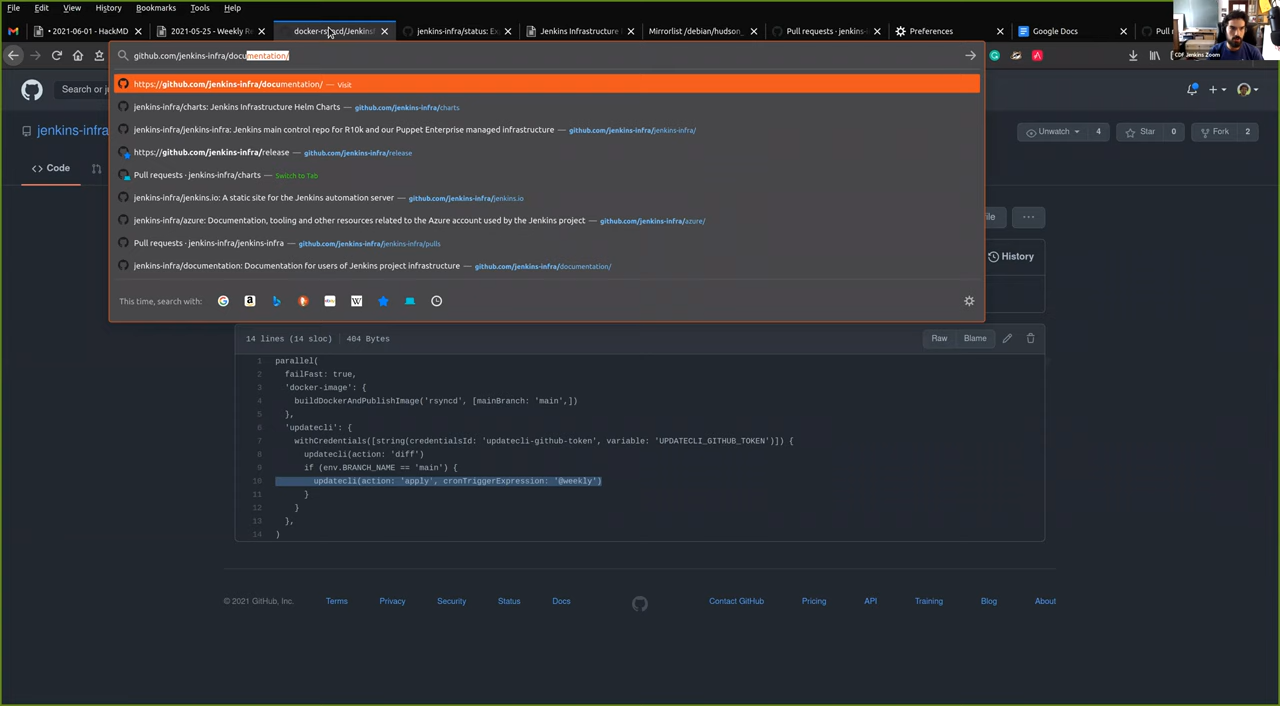 File Edit View History Bookmarks Tools Help
• 2021-06-01 - HackMD
2021-05-25 - Weekly Re
docker-rsyncd/Jenkinsf
jenkins-infra/status: Ex
Jenkins Infrastructure
Mirrorlist /debian/hudson_
Pull requests · jenkins-i
Preferences
Google Docs
Pull r
CDF Jenkins Zoom
github.com/jenkins-infra/documentation/
Search or j
https://github.com/jenkins-infra/documentation/ — Visit
jenkins-infra/charts: Jenkins Infrastructure Helm Charts — github.com/jenkins-infra/charts
jenkins-infra/jenkins-infra: Jenkins main control repo for R10k and our Puppet Enterprise managed infrastructure — github.com/jenkins-infra/jenkins-infra/
jenkins-infra
Unwatch 4
Star 0
Fork 2
https://github.com/jenkins-infra/release — github.com/jenkins-infra/release
Code
Pull requests · jenkins-infra/charts — Switch to Tab
jenkins-infra/jenkins.io: A static site for the Jenkins automation server — github.com/jenkins-infra/jenkins.io
jenkins-infra/azure: Documentation, tooling and other resources related to the Azure account used by the Jenkins project — github.com/jenkins-infra/azure/
file
Pull requests · jenkins-infra/jenkins-infra — github.com/jenkins-infra/jenkins-infra/pulls
History
jenkins-infra/documentation: Documentation for users of Jenkins project infrastructure — github.com/jenkins-infra/documentation/
This time, search with:
14 lines (14 sloc) 404 Bytes
Raw Blame
1 parallel(
2 failFast: true,
3 'docker-image': {
4 buildDockerAndPublishImage('rsyncd', [mainBranch: 'main',])
5 },
6 'updatecli': {
7 withCredentials([string(credentialsId: 'updatecli-github-token', variable: 'UPDATECLI_GITHUB_TOKEN')]) {
8 updatecli(action: 'diff')
9 if (env.BRANCH_NAME == 'main') {
10 updatecli(action: 'apply', cronTriggerExpression: '@weekly')
11 }
12 }
13 },
14 )
© 2021 GitHub, Inc. Terms Privacy Security Status Docs Contact GitHub Pricing API Training Blog About